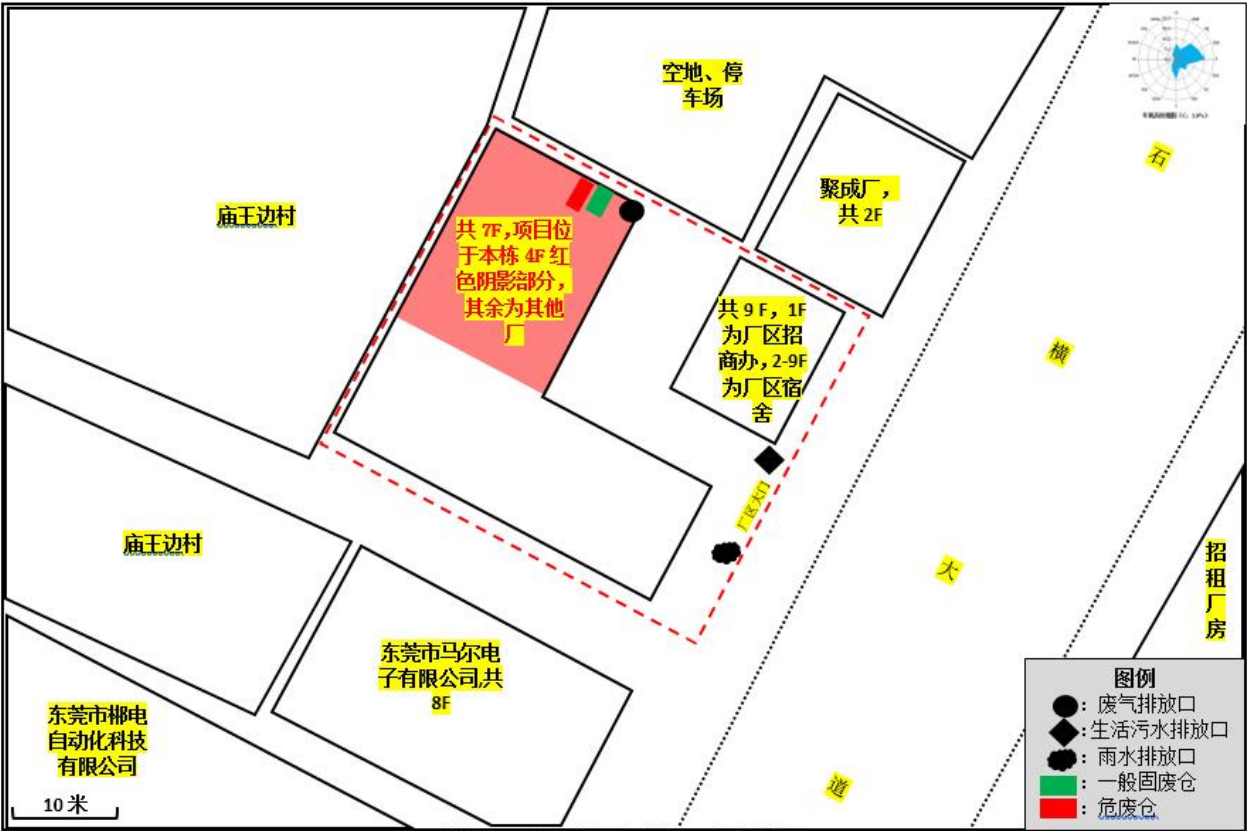 空地、停
车场
石
聚成厂，
共 2F
庙王边村
共 7F,项目位
于本栋 4F 红
色阴影部分，
其余为其他
厂
共 9 F，1F
为厂区招
商办，2-9F
为厂区宿
舍
横
厂区大门
庙王边村
大
招
租
厂
房
东莞市马尔电
子有限公司,共
8F
东莞市梆电
自动化科技
有限公司
道
10 米
图例
：废气排放口
：生活污水排放口
：雨水排放口
：一般固废仓
：危废仓